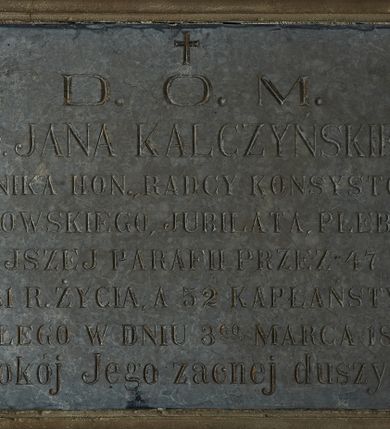 D. O. M.
. JANA KALCZYŃSKIE
NIKA HON., RADCY KONSYSTO
OWSKIEGO, JUBILATA, PLEB
JSZEJ PARAFII PRZEZ 47
1 R. ŻYCIA, A 52 KAPŁAŃSTW
ŁEGO W DNIU 3GO MARCA 18
okój Jego zacnej duszy